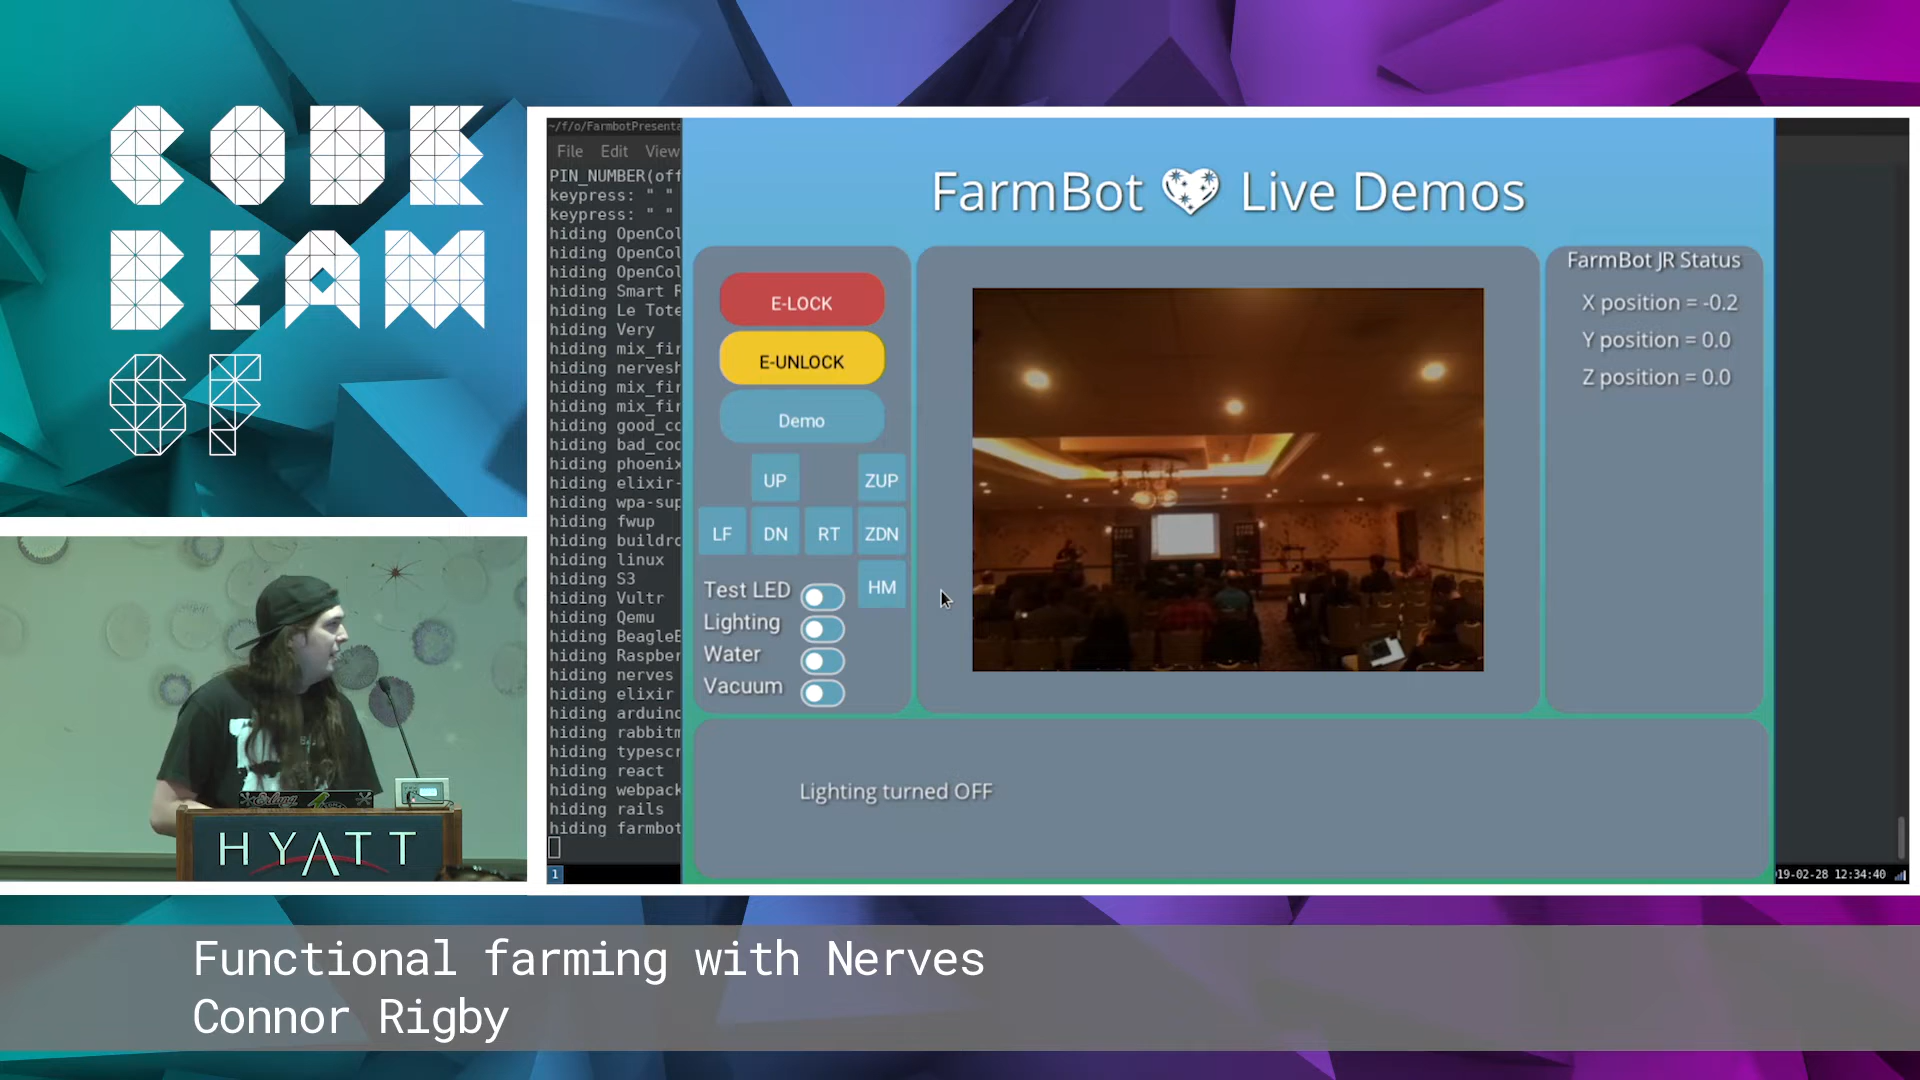 CODE
BEAM
SF
~/f/o/FarmbotPresenta
File Edit View
PIN_NUMBER(off
keypress: " "
keypress: " "
hiding OpenCol
hiding OpenCol
hiding OpenCol
hiding Smart F
hiding Le Tote
hiding Very
hiding mix_fir
hiding nervesh
hiding mix_fir
hiding mix_fir
hiding good_co
hiding bad_coo
hiding phoenix
hiding elixir-
hiding wpa-sup
hiding fwup
hiding buildro
hiding linux
hiding S3
hiding Vultr
hiding Qemu
hiding BeagleB
hiding Raspber
hiding nerves
hiding elixir
hiding arduino
hiding rabbitm
hiding typescr
hiding react
hiding webpack
hiding rails
hiding farmbot
1
FarmBot Live Demos
E-LOCK
E-UNLOCK
Demo
UP ZUP
LF DN RT ZDN
HM
Test LED
Lighting
Water
Vacuum
FarmBot JR Status
X position = -0.2
Y position = 0.0
Z position = 0.0
Lighting turned OFF
19-02-28 12:34:40
HYATT
Functional farming with Nerves
Connor Rigby